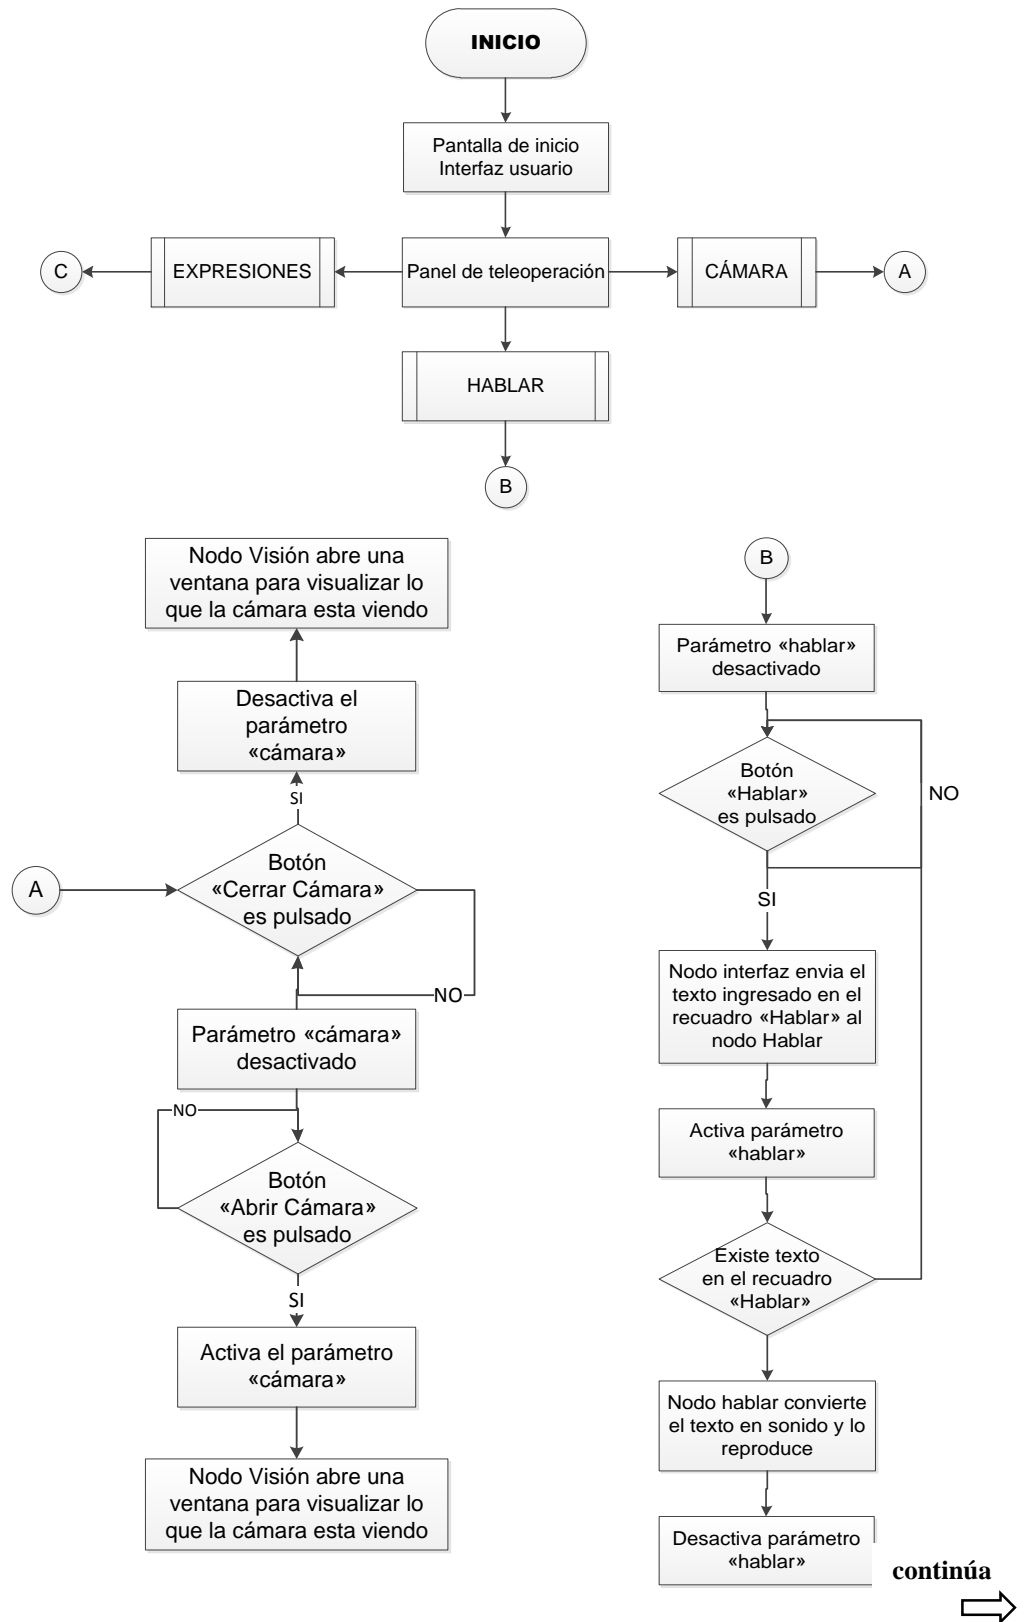 INICIO
Pantalla de inicio
Interfaz usuario
C
EXPRESIONES
Panel de teleoperación
CÁMARA
A
HABLAR
B
Nodo Visión abre una
ventana para visualizar lo
que la cámara esta viendo
Desactiva el
parámetro
«cámara»
SI
A
Botón
«Cerrar Cámara»
es pulsado
NO
Parámetro «cámara»
desactivado
NO
Botón
«Abrir Cámara»
es pulsado
SI
Activa el parámetro
«cámara»
Nodo Visión abre una
ventana para visualizar lo
que la cámara esta viendo
B
Parámetro «hablar»
desactivado
Botón
«Hablar»
es pulsado
NO
SI
Nodo interfaz envia el
texto ingresado en el
recuadro «Hablar» al
nodo Hablar
Activa parámetro
«hablar»
Existe texto
en el recuadro
«Hablar»
Nodo hablar convierte
el texto en sonido y lo
reproduce
Desactiva parámetro
«hablar»
continúa